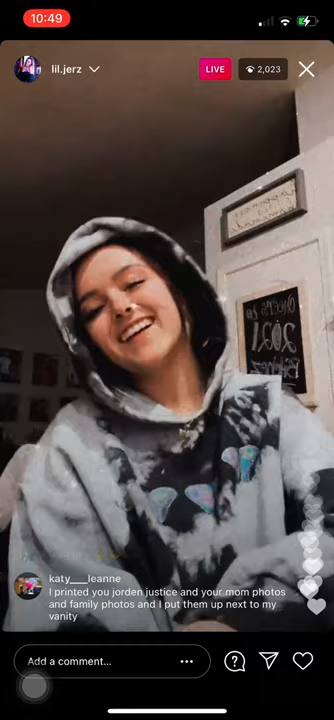 10:49
lil.jerz
LIVE
2,023
katy___leanne
I printed you jorden justice and your mom photos
and family photos and I put them up next to my
vanity
2021
Add a comment...